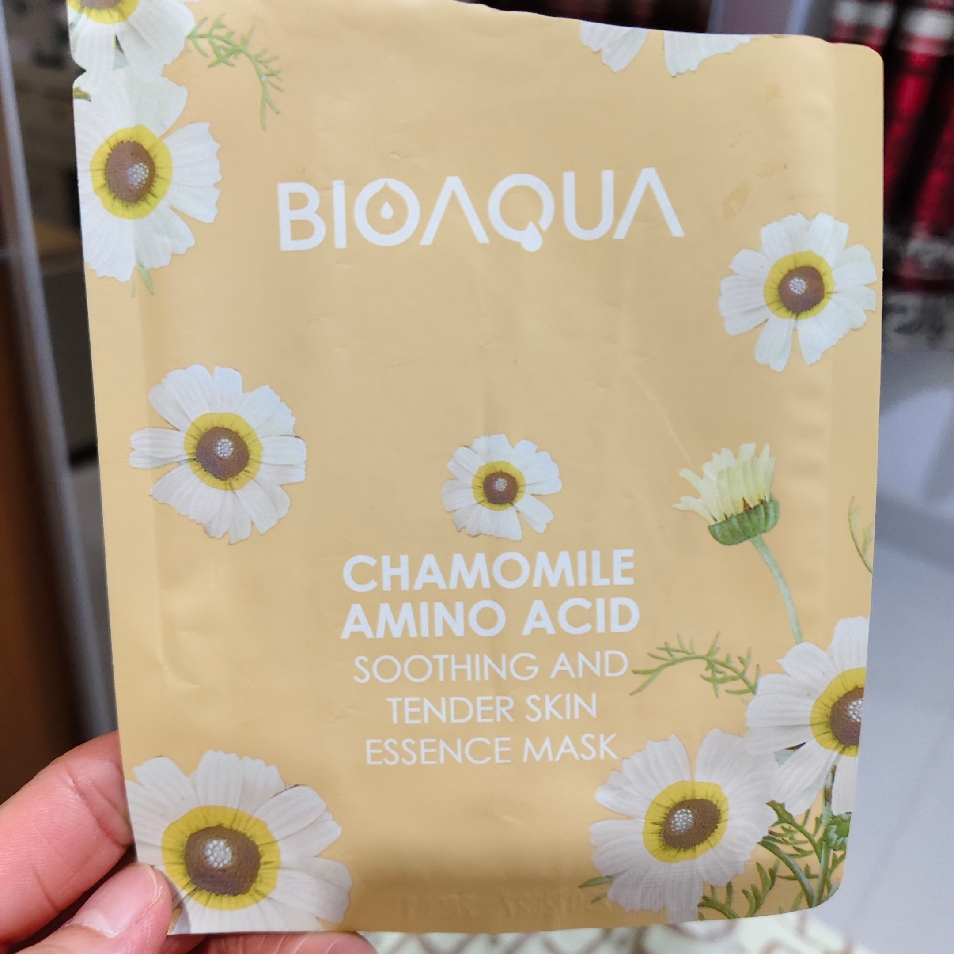 BIOAQUA
CHAMOMILE
AMINO ACID
SOOTHING AND
TENDER SKIN
ESSENCE MASK